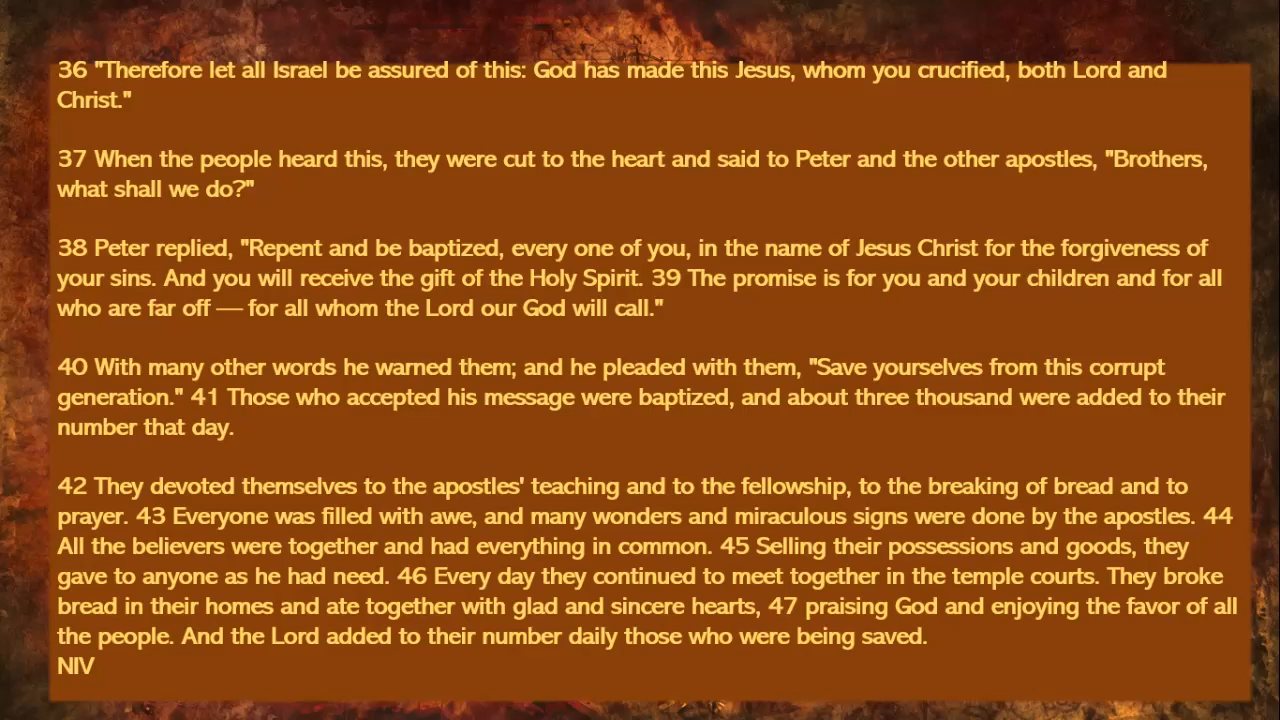 36 "Therefore let all Israel be assured of this: God has made this Jesus, whom you crucified, both Lord and
Christ."
37 When the people heard this, they were cut to the heart and said to Peter and the other apostles, "Brothers,
what shall we do?"
38 Peter replied, "Repent and be baptized, every one of you, in the name of Jesus Christ for the forgiveness of
your sins. And you will receive the gift of the Holy Spirit. 39 The promise is for you and your children and for all
who are far off — for all whom the Lord our God will call."
40 With many other words he warned them; and he pleaded with them, "Save yourselves from this corrupt
generation." 41 Those who accepted his message were baptized, and about three thousand were added to their
number that day.
42 They devoted themselves to the apostles' teaching and to the fellowship, to the breaking of bread and to
prayer. 43 Everyone was filled with awe, and many wonders and miraculous signs were done by the apostles. 44
All the believers were together and had everything in common. 45 Selling their possessions and goods, they
gave to anyone as he had need. 46 Every day they continued to meet together in the temple courts. They broke
bread in their homes and ate together with glad and sincere hearts, 47 praising God and enjoying the favor of all
the people. And the Lord added to their number daily those who were being saved.
NIV